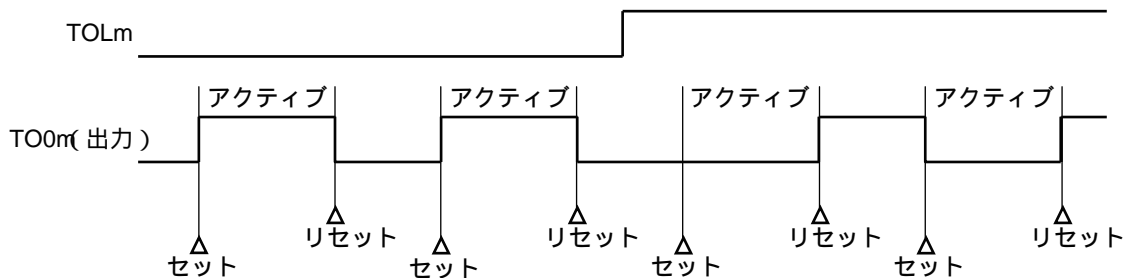 TOLm
アクティブ アクティブ アクティブ アクティブ
TO0m(出力)
リセット リセット リセット リセット
セット セット セット セット